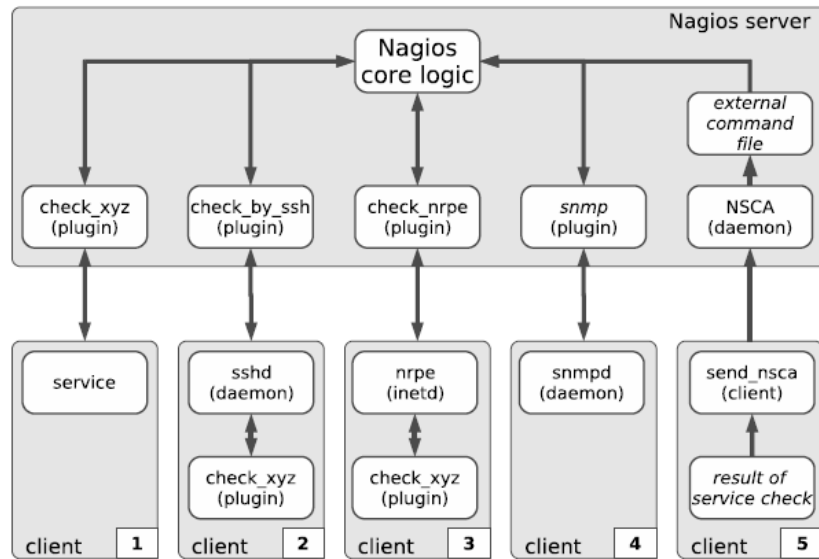 Nagios server
Nagios
core logic
external
command
file
check_xyz
(plugin)
check_by_ssh
(plugin)
check_nrpe
(plugin)
snmp
(plugin)
NSCA
(daemon)
service
sshd
(daemon)
nrpe
(inetd)
snmpd
(daemon)
send_nsca
(client)
check_xyz
(plugin)
check_xyz
(plugin)
result of
service check
client 1
client 2
client 3
client 4
client 5